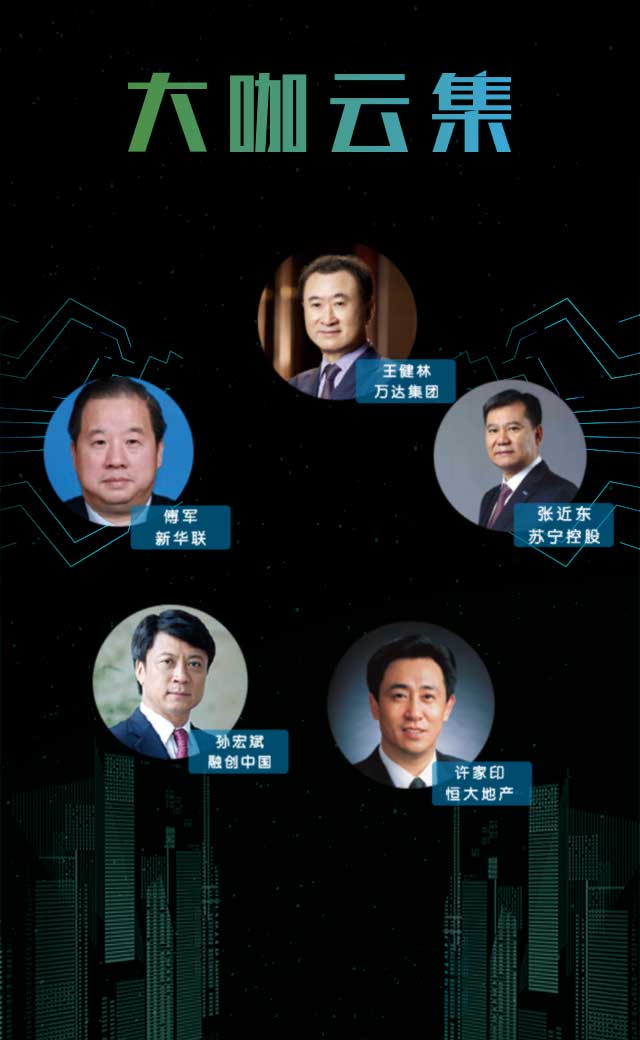 大咖云集
王健林
万达集团
傅军
新华联
张近东
苏宁控股
孙宏斌
融创中国
许家印
恒大地产